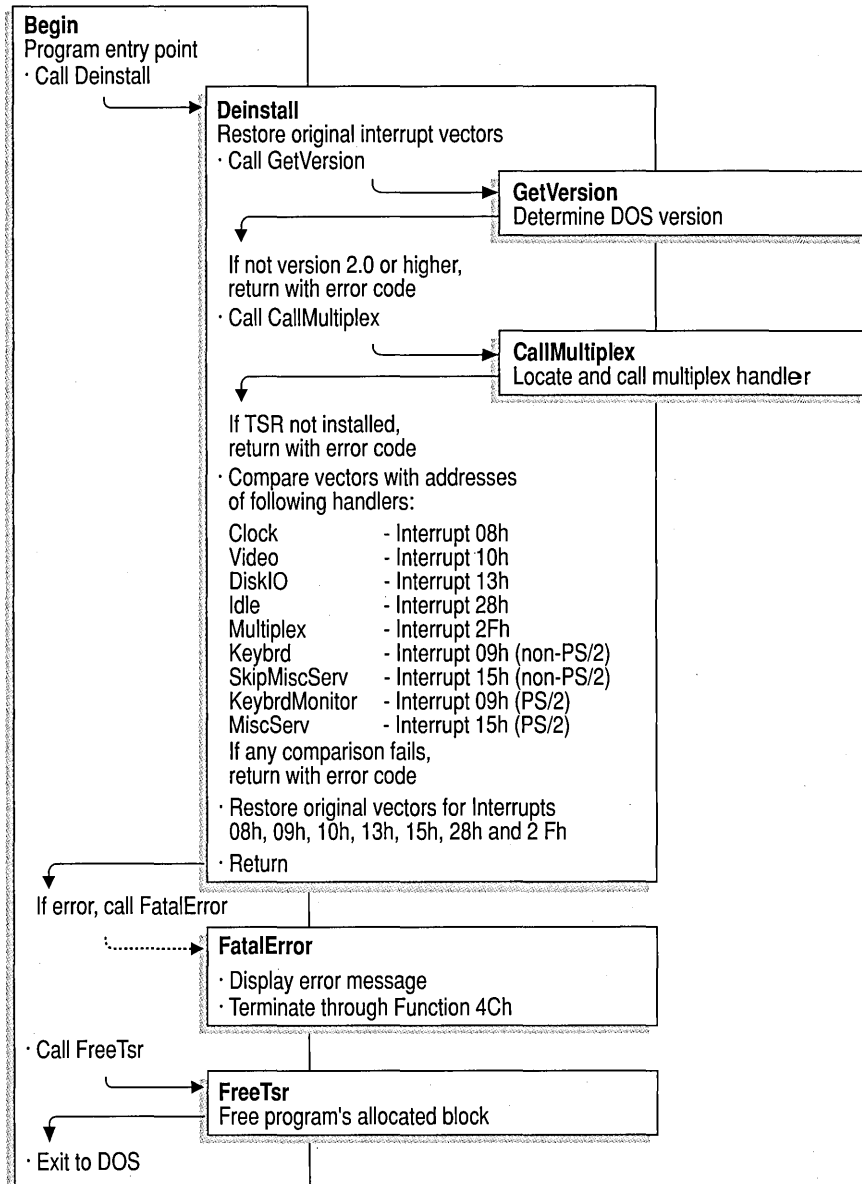 Begin
Program entry point
· Call Deinstall
Deinstall
Restore original interrupt vectors
· Call GetVersion
GetVersion
Determine DOS version
If not version 2.0 or higher,
return with error code
· Call CallMultiplex
CallMultiplex
Locate and call multiplex handler
If TSR not installed,
return with error code
· Compare vectors with addresses
of following handlers:
Clock - Interrupt 08h
Video - Interrupt 10h
DiskIO - Interrupt 13h
Idle - Interrupt 28h
Multiplex - Interrupt 2Fh
Keybrd - Interrupt 09h (non-PS/2)
SkipMiscServ - Interrupt 15h (non-PS/2)
KeybrdMonitor - Interrupt 09h (PS/2)
MiscServ - Interrupt 15h (PS/2)
If any comparison fails,
return with error code
· Restore original vectors for Interrupts
08h, 09h, 10h, 13h, 15h, 28h and 2 Fh
· Return
If error, call FatalError
FatalError
· Display error message
· Terminate through Function 4Ch
· Call FreeTsr
FreeTsr
Free program's allocated block
· Exit to DOS